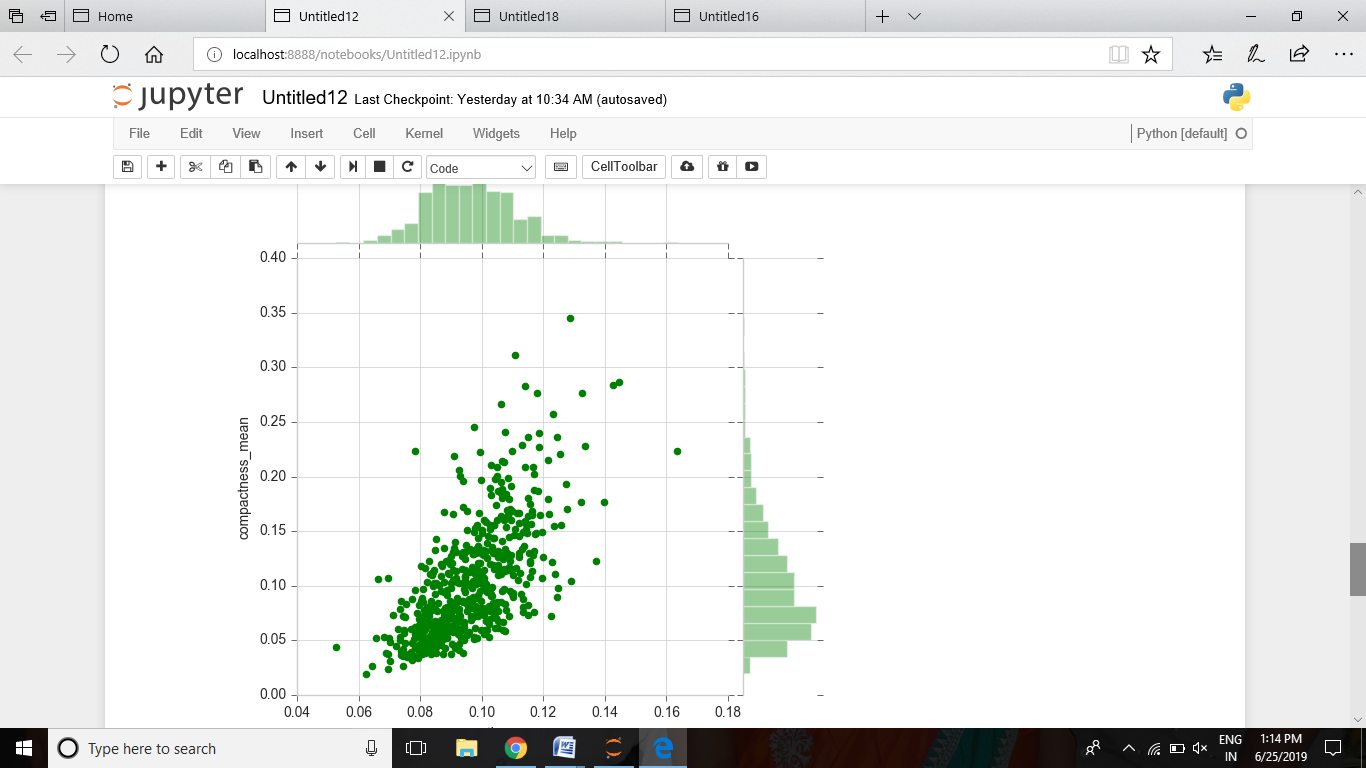 Home
Untitled12
Untitled18
Untitled16
localhost:8888/notebooks/Untitled12.ipynb
jupyter Untitled12 Last Checkpoint: Yesterday at 10:34 AM (autosaved)
File Edit View Insert Cell Kernel Widgets Help
Python [default]
Code
CellToolbar
0.40
0.35
0.30
0.25
0.20
0.15
0.10
0.05
0.00
compactness_mean
0.04 0.06 0.08 0.10 0.12 0.14 0.16 0.18
Type here to search
W
ENG
IN
1:14 PM
6/25/2019